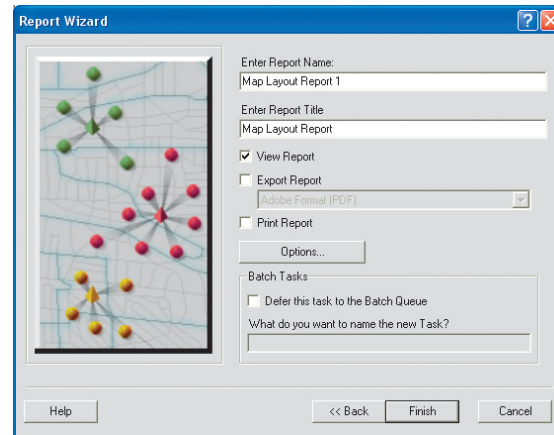 Report Wizard
Enter Report Name:
Map Layout Report 1
Enter Report Title
Map Layout Report
View Report
Export Report
Adobe Format (PDF)
Print Report
Options...
Batch Tasks
Defer this task to the Batch Queue
What do you want to name the new Task?
Help
<< Back
Finish
Cancel